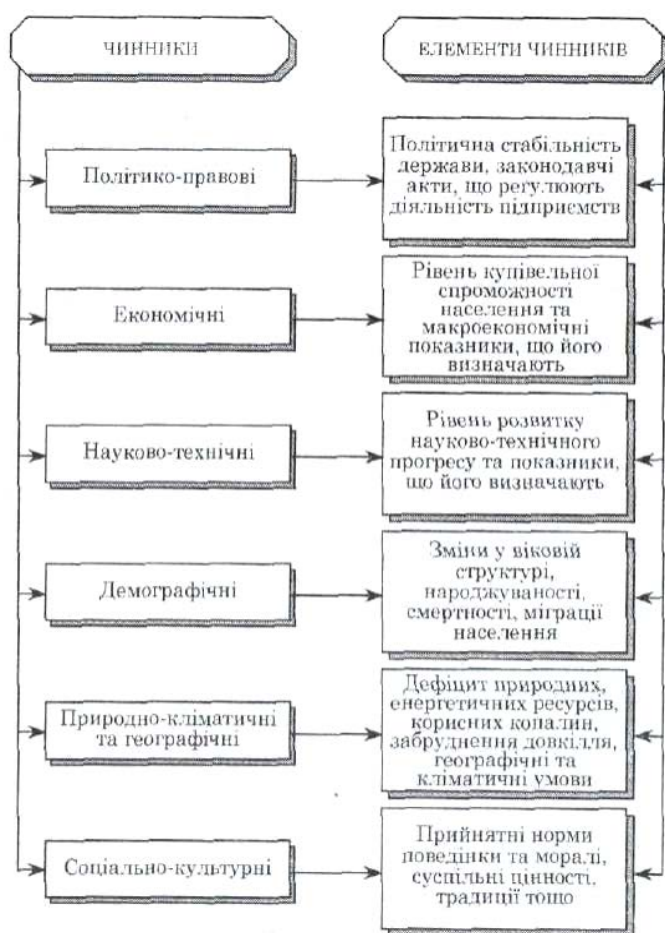 ЧИННИКИ
ЕЛЕМЕНТИ ЧИННИКІВ
Політико-правові
Політична стабільність
держави, законодавчі
акти, що регулюють
діяльність підприємств
Економічні
Рівень купівельної
спроможності
населення та
макроекономічні
показники, що його
визначають
Науково-технічні
Рівень розвитку
науково-технічного
прогресу та показники,
що його визначають
Демографічні
Зміни у віковій
структурі,
народжуваності,
смертності, міграції
населення
Природно-кліматичні
та географічні
Дефіцит природних,
енергетичних ресурсів,
корисних копалин,
забруднення довкілля,
географічні та
кліматичні умови
Соціально-культурні
Прийнятні норми
поведінки та моралі,
суспільні цінності,
традиції тощо